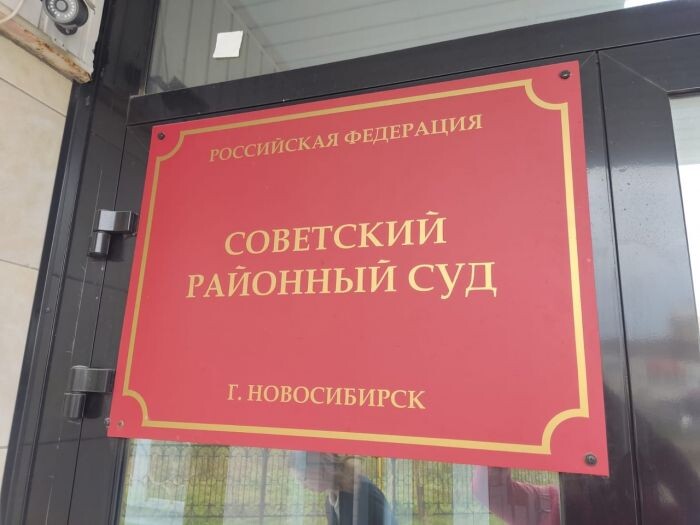 РОССИЙСКАЯ ФЕДЕРАЦИЯ
СОВЕТСКИЙ
РАЙОННЫЙ СУД
Г. НОВОСИБИРСК